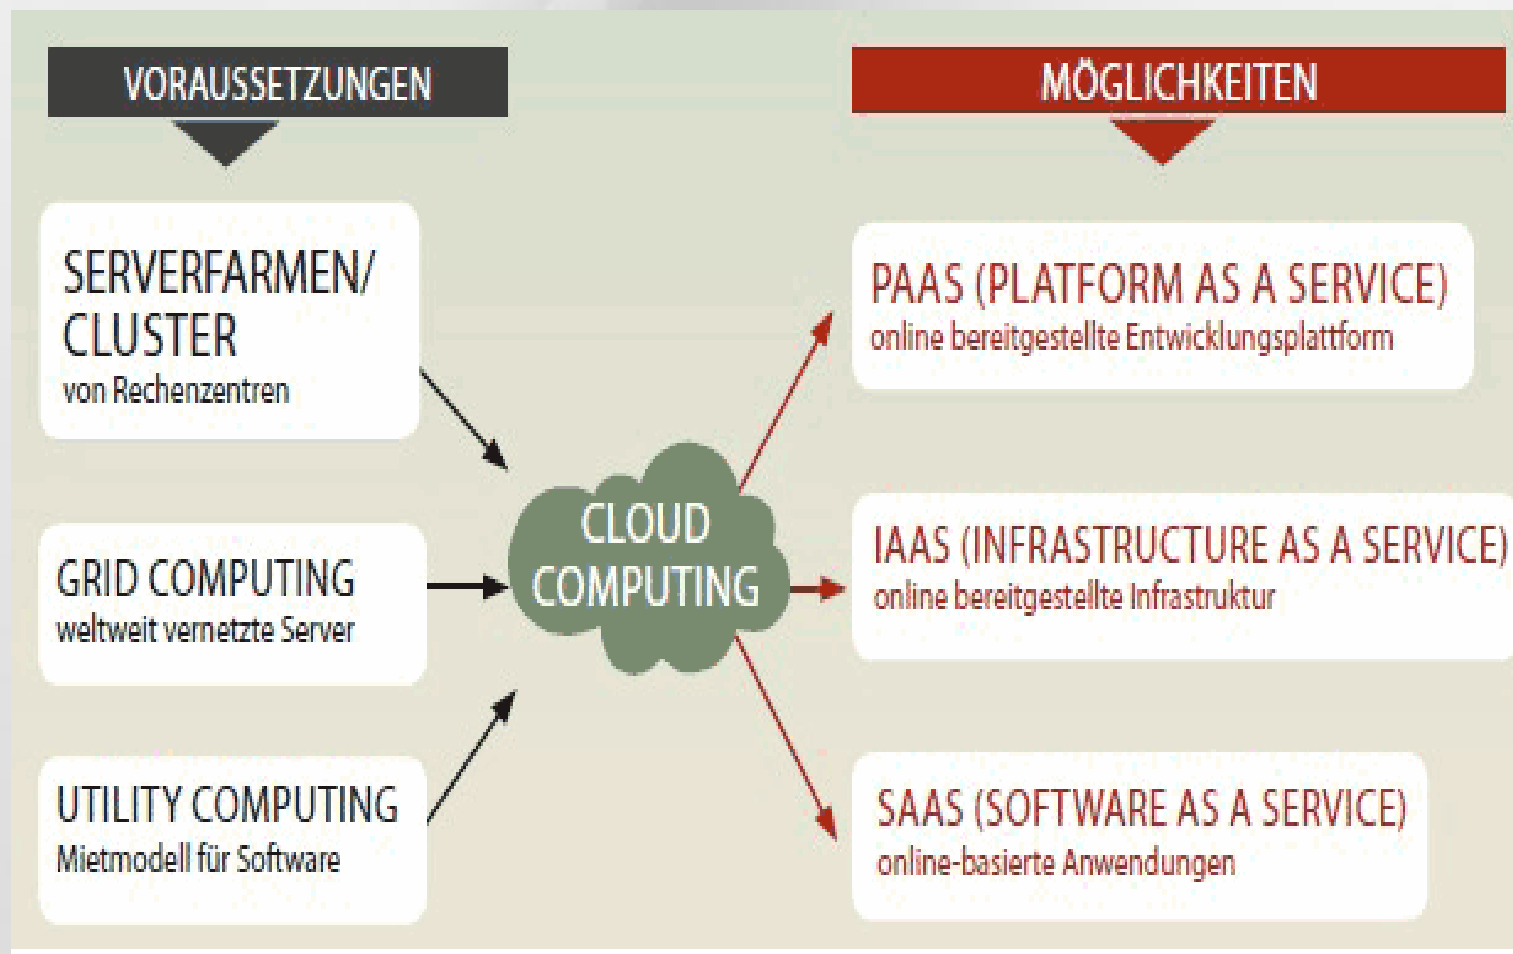 VORAUSSETZUNGEN
SERVERFARMEN/
CLUSTER
von Rechenzentren
GRID COMPUTING
weltweit vernetzte Server
UTILITY COMPUTING
Mietmodell für Software
CLOUD
COMPUTING
MÖGLICHKEITEN
PAAS (PLATFORM AS A SERVICE)
online bereitgestellte Entwicklungsplattform
IAAS (INFRASTRUCTURE AS A SERVICE)
online bereitgestellte Infrastruktur
SAAS (SOFTWARE AS A SERVICE)
online-basierte Anwendungen